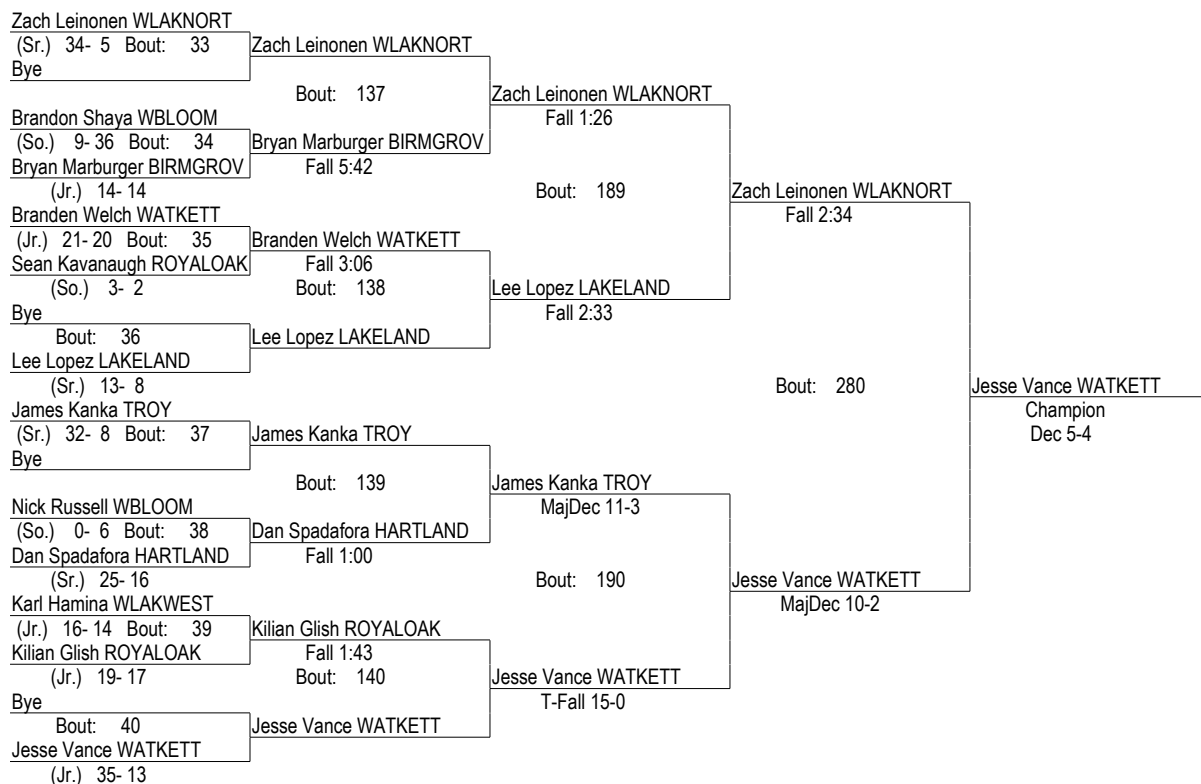 Zach Leinonen WLAKNORT
(Sr.) 34- 5 Bout: 33 Zach Leinonen WLAKNORT
Bye
Bout: 137 Zach Leinonen WLAKNORT
Brandon Shaya WBLOOM Fall 1:26
(So.) 9- 36 Bout: 34 Bryan Marburger BIRMGROV
Bryan Marburger BIRMGROV Fall 5:42
(Jr.) 14- 14 Bout: 189 Zach Leinonen WLAKNORT
Branden Welch WATKETT Fall 2:34
(Jr.) 21- 20 Bout: 35 Branden Welch WATKETT
Sean Kavanaugh ROYALOAK Fall 3:06
(So.) 3- 2 Bout: 138 Lee Lopez LAKELAND
Bye Fall 2:33
Bout: 36 Lee Lopez LAKELAND
Lee Lopez LAKELAND
(Sr.) 13- 8 Bout: 280 Jesse Vance WATKETT
James Kanka TROY Champion
(Sr.) 32- 8 Bout: 37 James Kanka TROY Dec 5-4
Bye
Bout: 139 James Kanka TROY
Nick Russell WBLOOM MajDec 11-3
(So.) 0- 6 Bout: 38 Dan Spadafora HARTLAND
Dan Spadafora HARTLAND Fall 1:00
(Sr.) 25- 16 Bout: 190 Jesse Vance WATKETT
Karl Hamina WLAKWEST MajDec 10-2
(Jr.) 16- 14 Bout: 39 Kilian Glish ROYALOAK
Kilian Glish ROYALOAK Fall 1:43
(Jr.) 19- 17 Bout: 140 Jesse Vance WATKETT
Bye T-Fall 15-0
Bout: 40 Jesse Vance WATKETT
Jesse Vance WATKETT
(Jr.) 35- 13